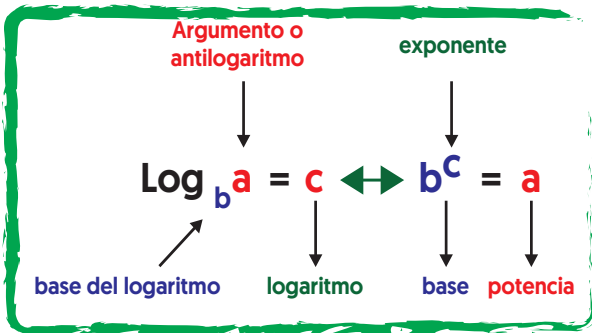 Argumento o
antilogaritmo
exponente
Log b a = c ↔ b^c = a
base del logaritmo
logaritmo
base
potencia